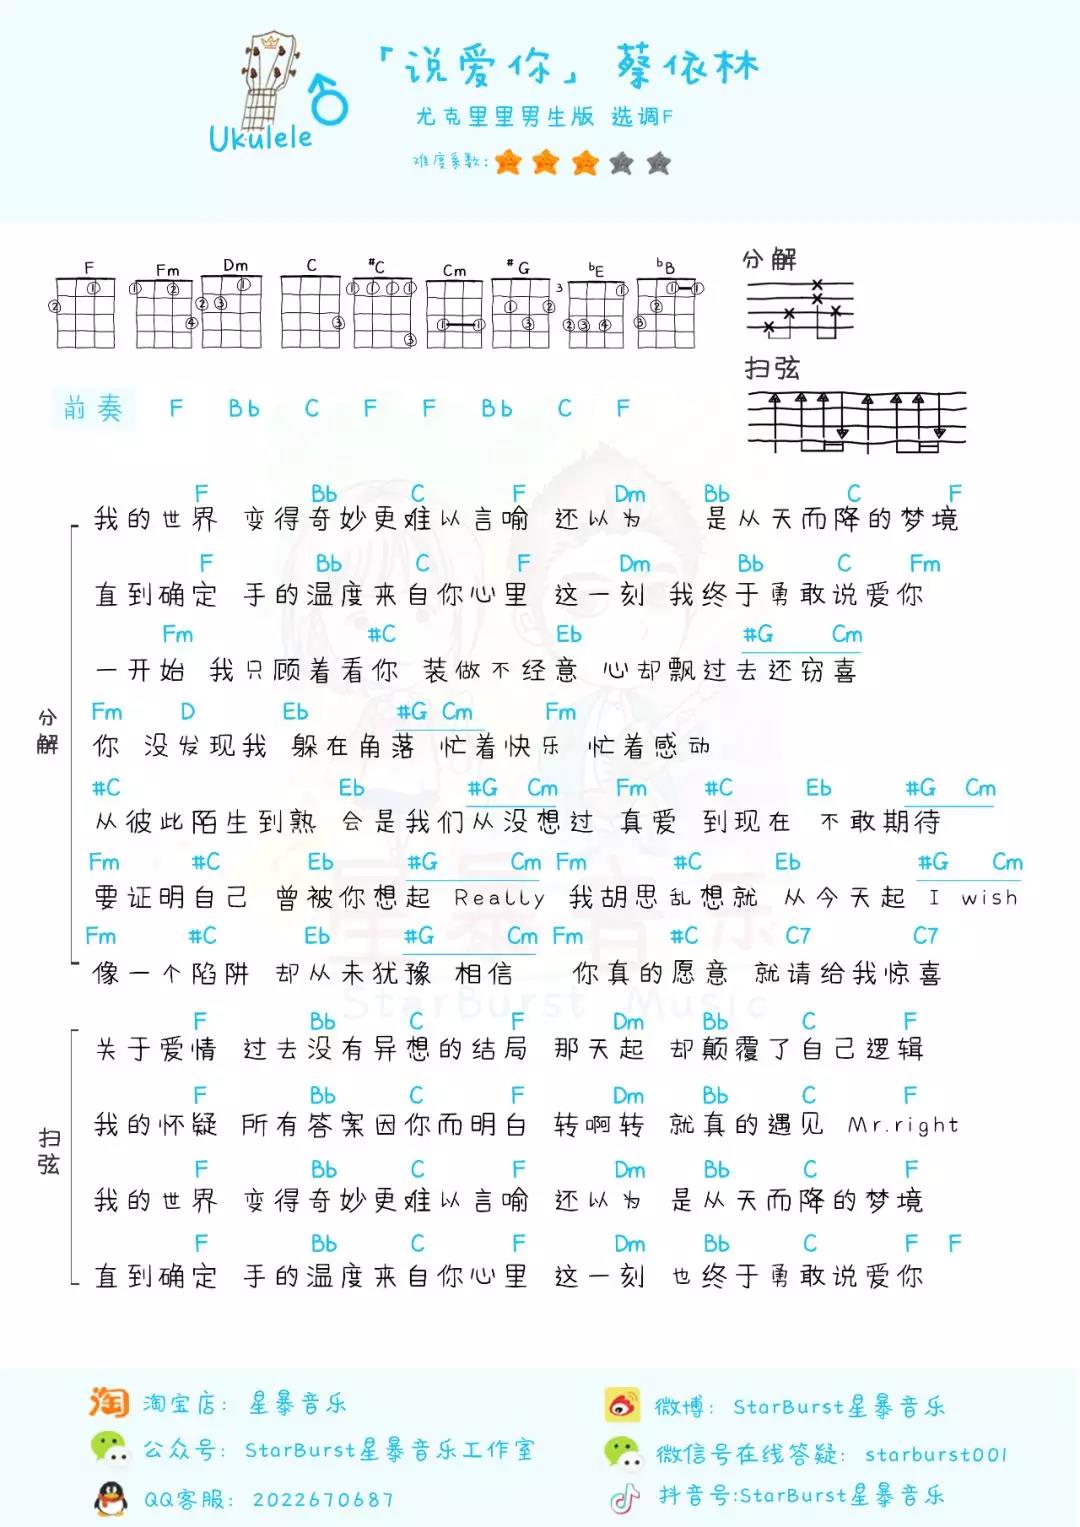 「说爱你」蔡依林
Ukulele
尤克里里男生版 选调F
难度系数:
F Fm Dm C #C Cm #G bE bB
3
分解
扫弦
前奏 F Bb C F F Bb C F
F Bb C F Dm Bb C F
我的世界 变得奇妙更难以言喻 还以为 是从天而降的梦境
F Bb C F Dm Bb C Fm
直到确定 手的温度来自你心里 这一刻 我终于勇敢说爱你
Fm #C Eb #G Cm
一开始 我只顾着看你 装做不经意 心却飘过去还窃喜
分解
Fm D Eb #G Cm Fm
你 没发现我 躲在角落 忙着快乐 忙着感动
#C Eb #G Cm Fm #C Eb #G Cm
从彼此陌生到熟 会是我们从没想过 真爱 到现在 不敢期待
Fm #C Eb #G Cm Fm #C Eb #G Cm
要证明自己 曾被你想起 Really 我胡思乱想就 从今天起 I wish
Fm #C Eb #G Cm Fm #C C7 C7
像一个陷阱 却从未犹豫 相信 你真的愿意 就请给我惊喜
星暴音乐
StarBurst Music
F Bb C F Dm Bb C F
关于爱情 过去没有异想的结局 那天起 却颠覆了自己逻辑
扫弦
F Bb C F Dm Bb C F
我的怀疑 所有答案因你而明白 转啊转 就真的遇见 Mr.right
F Bb C F Dm Bb C F
我的世界 变得奇妙更难以言喻 还以为 是从天而降的梦境
F Bb C F Dm Bb C F F
直到确定 手的温度来自你心里 这一刻 也终于勇敢说爱你
淘 淘宝店: 星暴音乐
微博: StarBurst星暴音乐
公众号: StarBurst星暴音乐工作室
微信号在线答疑: starburst001
QQ客服: 2022670687
抖音号:StarBurst星暴音乐